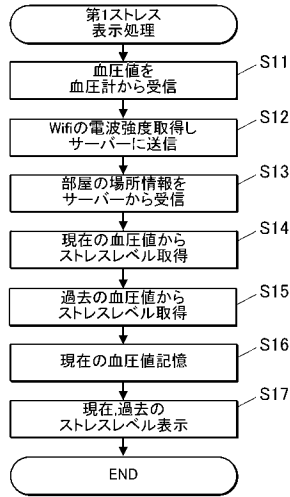 第1ストレス
表示処理
S11
血圧値を
血圧計から受信
S12
Wifiの電波強度取得し
サーバーに送信
S13
部屋の場所情報を
サーバーから受信
S14
現在の血圧値から
ストレスレベル取得
S15
過去の血圧値から
ストレスレベル取得
S16
現在の血圧値記憶
S17
現在,過去の
ストレスレベル表示
END